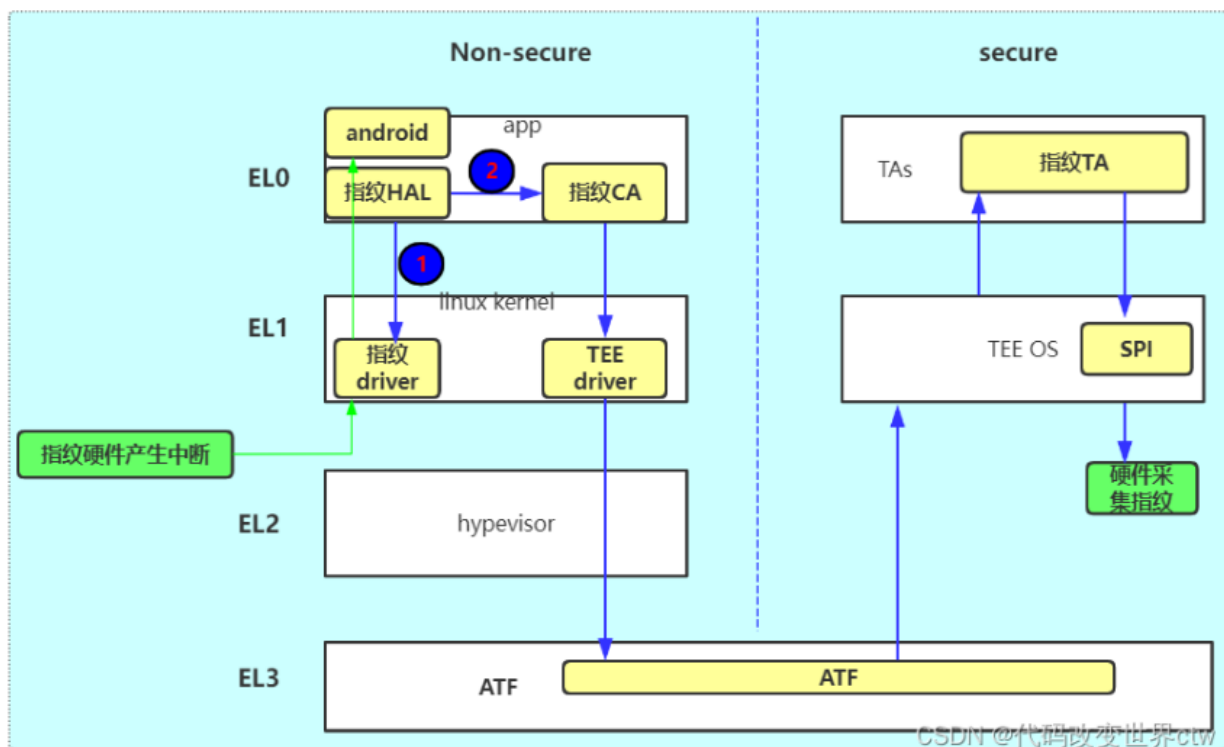 Non-secure
secure
android
app
EL0
指纹HAL
2
指纹CA
TAs
指纹TA
1
linux kernel
EL1
指纹
driver
TEE
driver
TEE OS
SPI
指纹硬件产生中断
硬件采
集指纹
EL2
hypevisor
EL3
ATF
ATF
CSDN @代码改变世界ctw